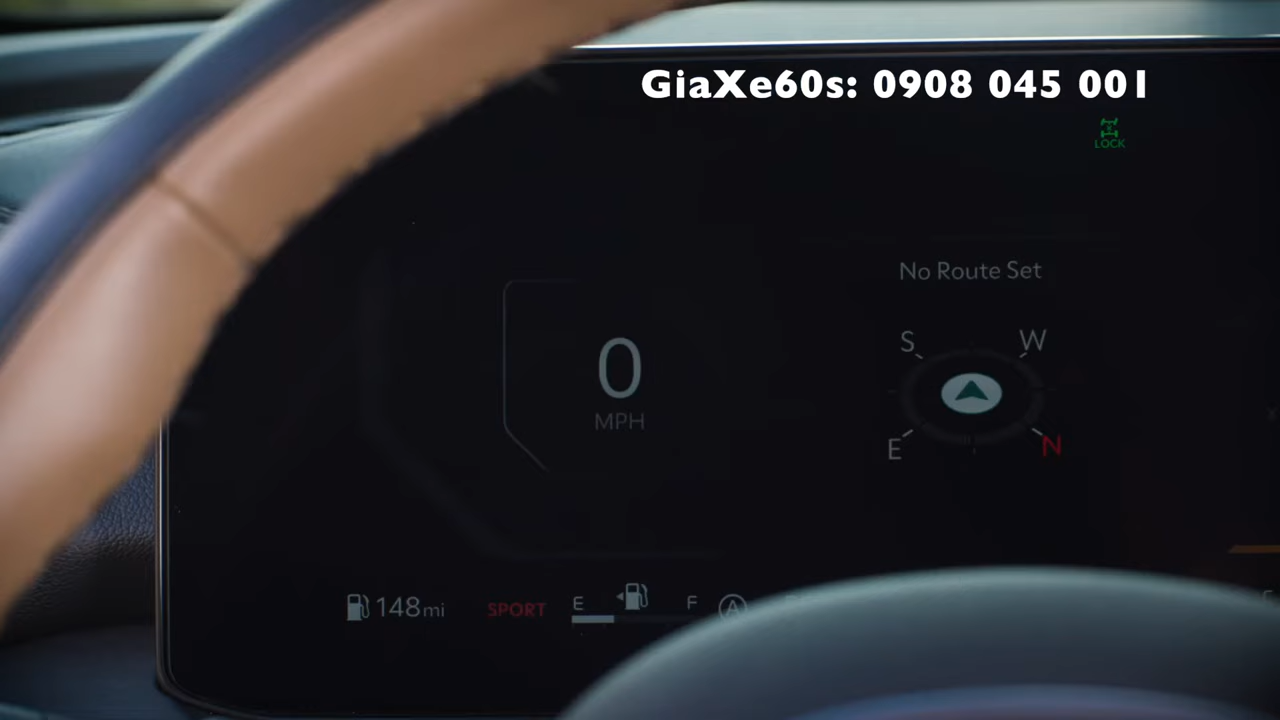 GiaXe60s: 0908 045 001
LOCK
No Route Set
S W
0
MPH
E N
148mi SPORT E F A